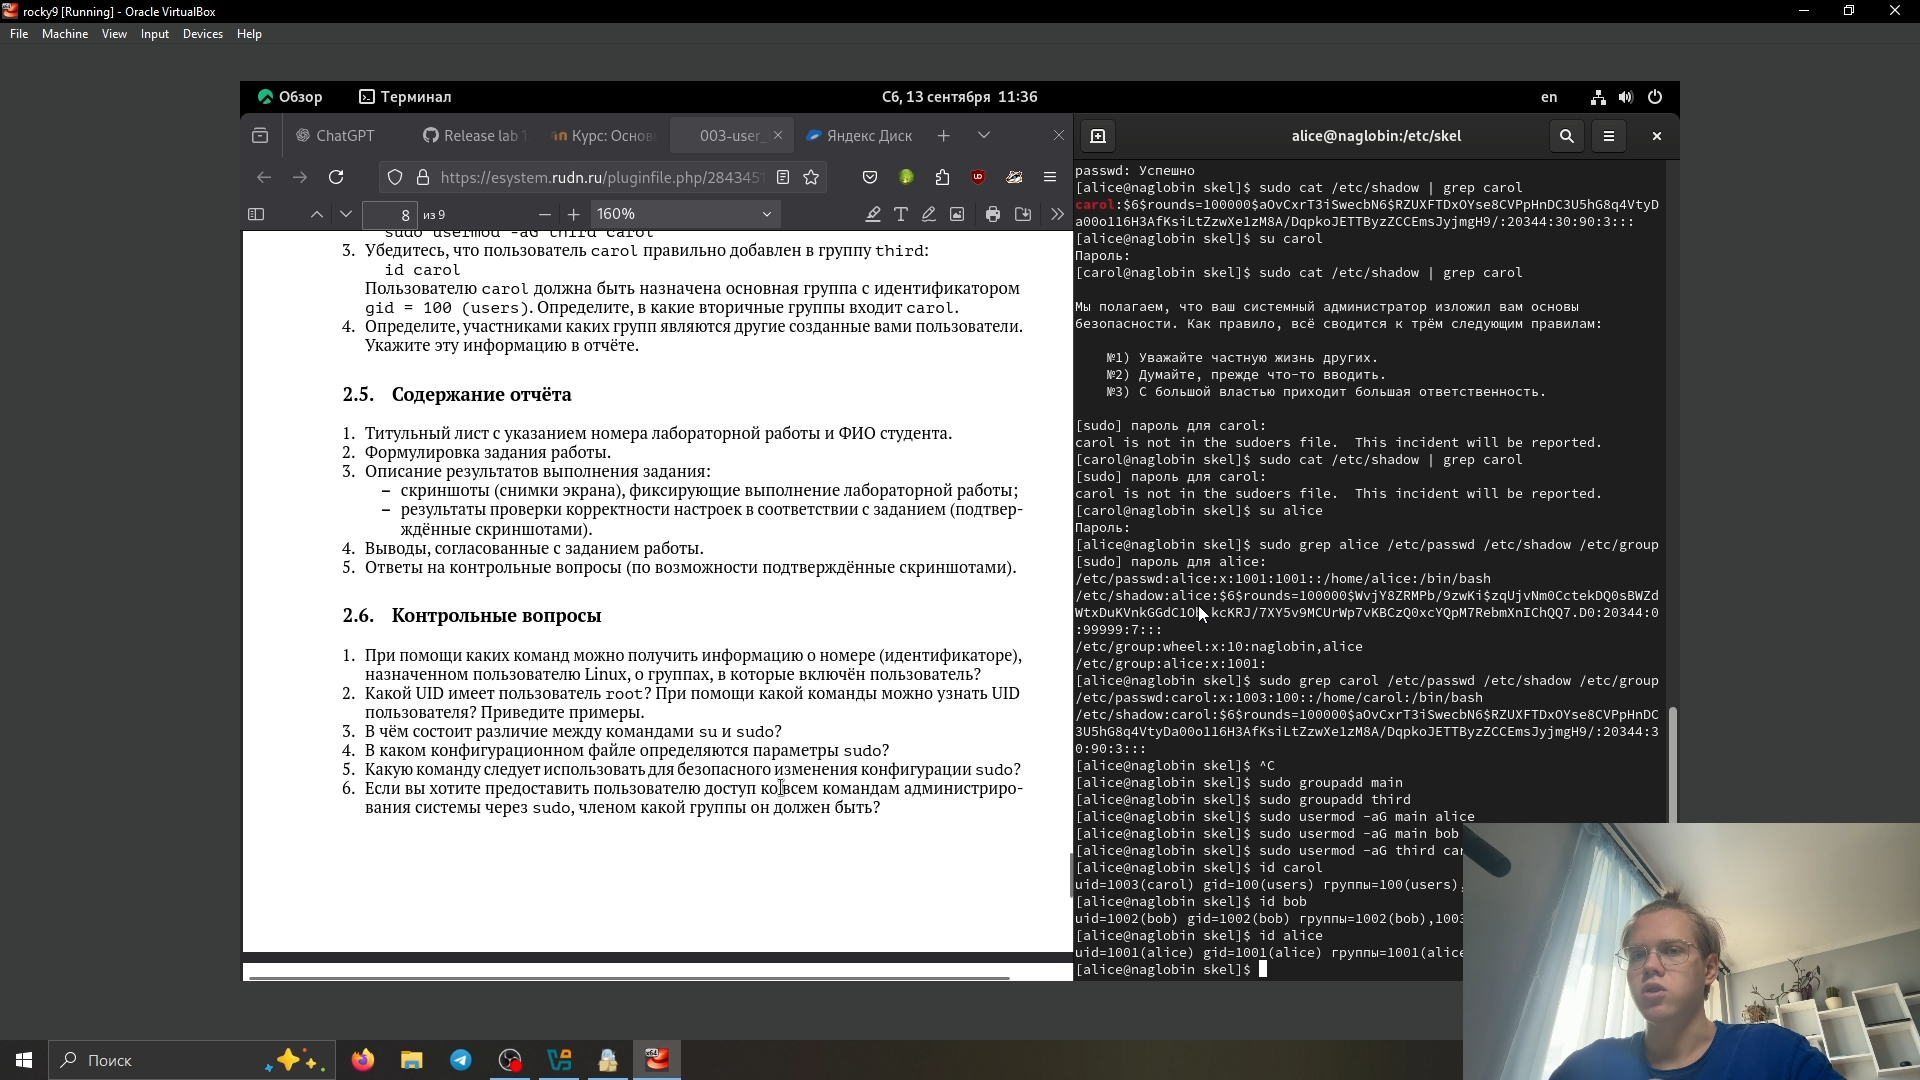 rocky9 [Running] - Oracle VirtualBox
File Machine View Input Devices Help
Обзор Терминал Сб, 13 сентября 11:36 en
ChatGPT Release lab Курс: Основ 003-user_ Яндекс Диск
https://esystem.rudn.ru/pluginfile.php/2843451
8 из 9 160%
sudo usermod -aG third carol
3. Убедитесь, что пользователь carol правильно добавлен в группу third:
id carol
Пользователю carol должна быть назначена основная группа с идентификатором
gid = 100 (users). Определите, в какие вторичные группы входит carol.
4. Определите, участниками каких групп являются другие созданные вами пользователи.
Укажите эту информацию в отчёте.
2.5. Содержание отчёта
1. Титульный лист с указанием номера лабораторной работы и ФИО студента.
2. Формулировка задания работы.
3. Описание результатов выполнения задания:
– скриншоты (снимки экрана), фиксирующие выполнение лабораторной работы;
– результаты проверки корректности настроек в соответствии с заданием (подтвер-
ждённые скриншотами).
4. Выводы, согласованные с заданием работы.
5. Ответы на контрольные вопросы (по возможности подтверждённые скриншотами).
2.6. Контрольные вопросы
1. При помощи каких команд можно получить информацию о номере (идентификаторе),
назначенном пользователю Linux, о группах, в которые включён пользователь?
2. Какой UID имеет пользователь root? При помощи какой команды можно узнать UID
пользователя? Приведите примеры.
3. В чём состоит различие между командами su и sudo?
4. В каком конфигурационном файле определяются параметры sudo?
5. Какую команду следует использовать для безопасного изменения конфигурации sudo?
6. Если вы хотите предоставить пользователю доступ ко всем командам администриро-
вания системы через sudo, членом какой группы он должен быть?
alice@naglobin:/etc/skel
passwd: Успешно
[alice@naglobin skel]$ sudo cat /etc/shadow | grep carol
carol:$6$rounds=100000$aOvCxrT3iSwecbN6$RZUXFTDxOYse8CVPpHnDC3U5hG8q4VtyD
a00o116H3AfKsiLtZzwXe1zM8A/DqpkoJETTByzZCCEmsJyjmgH9/:20344:30:90:3:::
[alice@naglobin skel]$ su carol
Пароль:
[carol@naglobin skel]$ sudo cat /etc/shadow | grep carol
Мы полагаем, что ваш системный администратор изложил вам основы
безопасности. Как правило, всё сводится к трём следующим правилам:
№1) Уважайте частную жизнь других.
№2) Думайте, прежде что-то вводить.
№3) С большой властью приходит большая ответственность.
[sudo] пароль для carol:
carol is not in the sudoers file.  This incident will be reported.
[carol@naglobin skel]$ sudo cat /etc/shadow | grep carol
[sudo] пароль для carol:
carol is not in the sudoers file.  This incident will be reported.
[carol@naglobin skel]$ su alice
Пароль:
[alice@naglobin skel]$ sudo grep alice /etc/passwd /etc/shadow /etc/group
[sudo] пароль для alice:
/etc/passwd:alice:x:1001:1001::/home/alice:/bin/bash
/etc/shadow:alice:$6$rounds=100000$WvjY8ZRMPb/9zwKi$zqUjvNm0CctekDQ0sBWZd
:99999:7:::
/etc/group:wheel:x:10:naglobin,alice
/etc/group:alice:x:1001:
[alice@naglobin skel]$ sudo grep carol /etc/passwd /etc/shadow /etc/group
/etc/passwd:carol:x:1003:100::/home/carol:/bin/bash
/etc/shadow:carol:$6$rounds=100000$aOvCxrT3iSwecbN6$RZUXFTDxOYse8CVPpHnDC
3U5hG8q4VtyDa00o116H3AfKsiLtZzwXe1zM8A/DqpkoJETTByzZCCEmsJyjmgH9/:20344:3
0:90:3:::
[alice@naglobin skel]$ ^C
[alice@naglobin skel]$ sudo groupadd main
[alice@naglobin skel]$ sudo groupadd third
[alice@naglobin skel]$ sudo usermod -aG main alice
[alice@naglobin skel]$ sudo usermod -aG main bob
[alice@naglobin skel]$ sudo usermod -aG third car
[alice@naglobin skel]$ id carol
uid=1003(carol) gid=100(users) группы=100(users),
[alice@naglobin skel]$ id bob
uid=1002(bob) gid=1002(bob) группы=1002(bob),1003
[alice@naglobin skel]$ id alice
uid=1001(alice) gid=1001(alice) группы=1001(alice
[alice@naglobin skel]$
Поиск